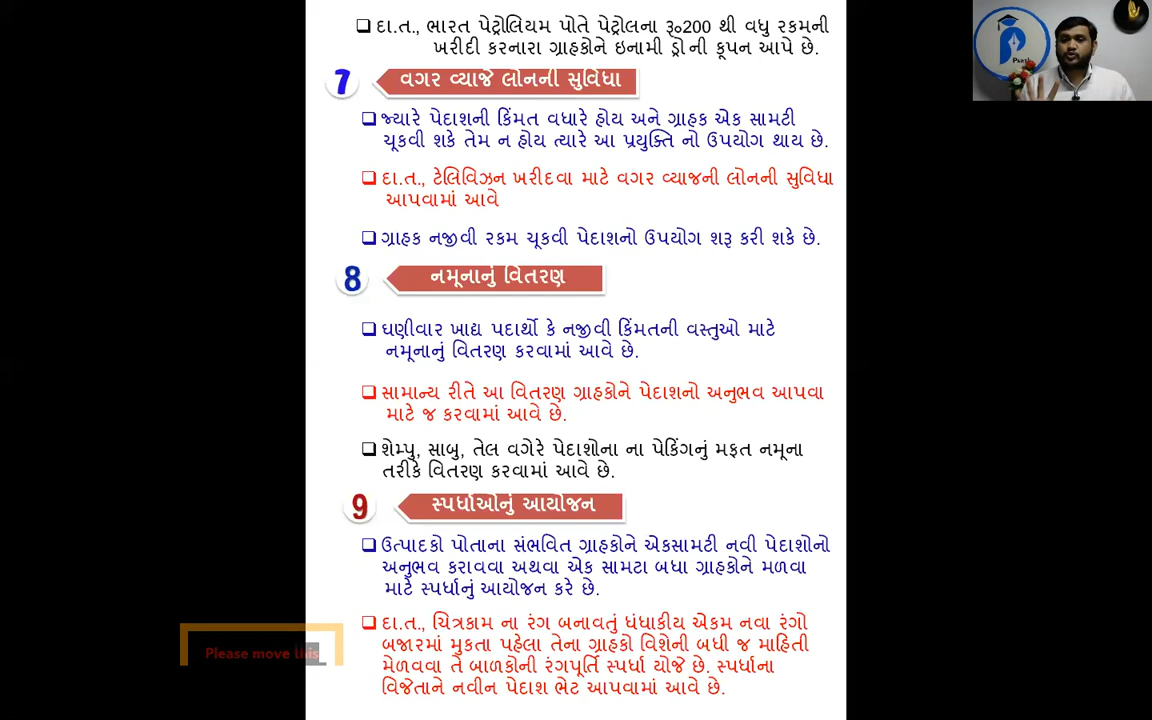 ❑ દા.ત., ભારત પેટ્રોલિયમ પોતે પેટ્રોલના રૂ૦200 થી વધુ રકમની
ખરીદી કરનારા ગ્રાહકોને ઇનામી ડ્રો ની કૂપન આપે છે.
7 વગર વ્યાજે લોનની સુવિધા
❑ જ્યારે પેદાશની કિંમત વધારે હોય અને ગ્રાહક એક સામટી
ચૂકવી શકે તેમ ન હોય ત્યારે આ પ્રયુક્તિ નો ઉપયોગ થાય છે.
❑ દા.ત., ટેલિવિઝન ખરીદવા માટે વગર વ્યાજની લોનની સુવિધા
આપવામાં આવે
❑ ગ્રાહક નજીવી રકમ ચૂકવી પેદાશનો ઉપયોગ શરૂ કરી શકે છે.
8 નમૂનાનું વિતરણ
❑ ઘણીવાર ખાદ્ય પદાર્થો કે નજીવી કિંમતની વસ્તુઓ માટે
નમૂનાનું વિતરણ કરવામાં આવે છે.
❑ સામાન્ય રીતે આ વિતરણ ગ્રાહકોને પેદાશનો અનુભવ આપવા
માટે જ કરવામાં આવે છે.
❑ શેમ્પુ, સાબુ, તેલ વગેરે પેદાશોના ના પેકિંગનું મફત નમૂના
તરીકે વિતરણ કરવામાં આવે છે.
9 સ્પર્ધાઓનું આયોજન
❑ ઉત્પાદકો પોતાના સંભવિત ગ્રાહકોને એકસામટી નવી પેદાશોનો
અનુભવ કરાવવા અથવા એક સામટા બધા ગ્રાહકોને મળવા
માટે સ્પર્ધાનું આયોજન કરે છે.
❑ દા.ત., ચિત્રકામ ના રંગ બનાવતું ધંધાકીય એકમ નવા રંગો
બજારમાં મુકતા પહેલા તેના ગ્રાહકો વિશેની બધી જ માહિતી
મેળવવા તે બાળકોની રંગપૂર્તિ સ્પર્ધા યોજે છે. સ્પર્ધાના
વિજેતાને નવીન પેદાશ ભેટ આપવામાં આવે છે.
Please move this